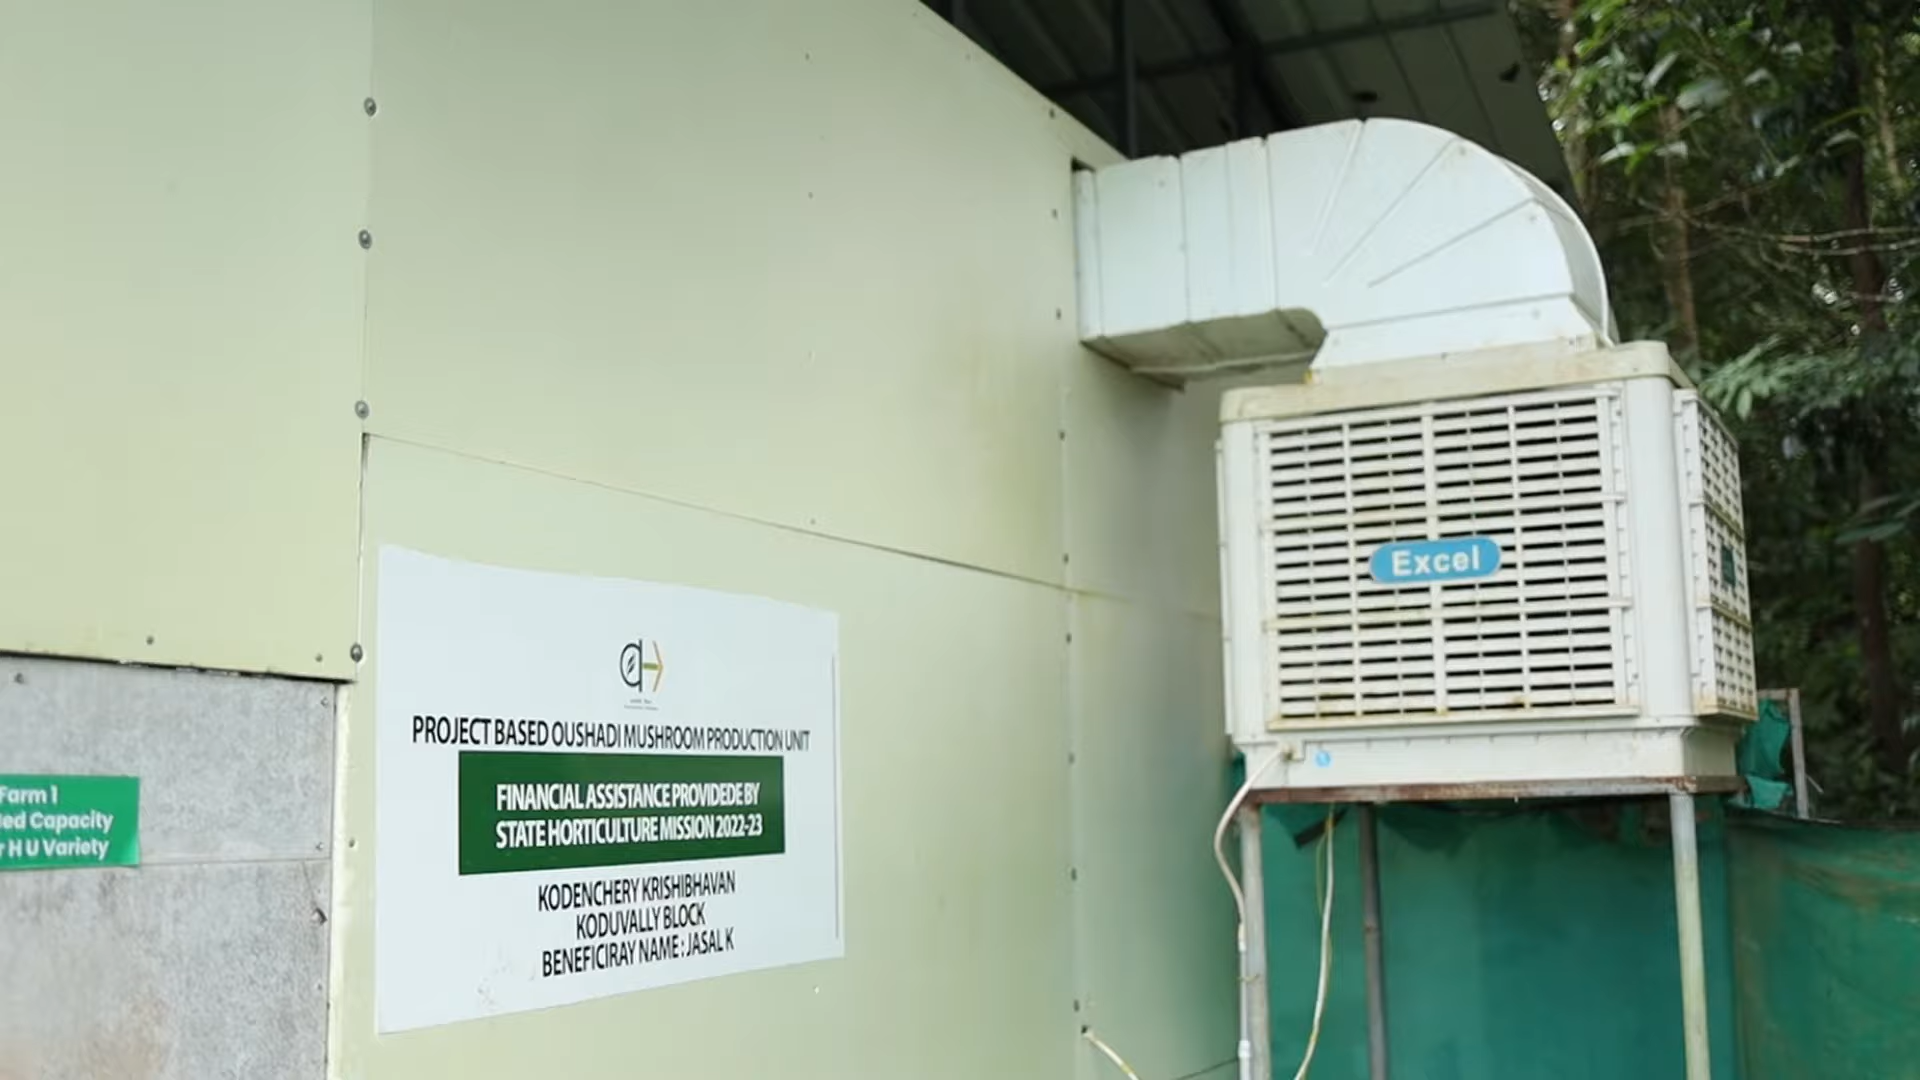 PROJECT BASED OUSHADI MUSHROOM PRODUCTION UNIT
FINANCIAL ASSISTANCE PROVIDEDE BY
STATE HORTICULTURE MISSION 2022-23
KODENCHERY KRISHIBHAVAN
KODUVALLY BLOCK
BENEFICIRAY NAME : JASAL K
Farm 1
Capacity
H U Variety
Excel